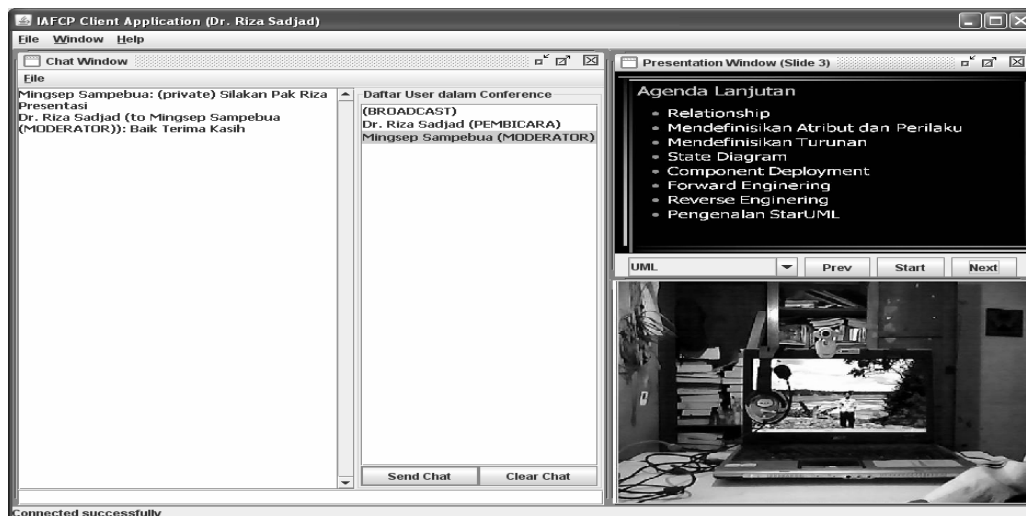 IAFCP Client Application (Dr. Riza Sadjad)
File Window Help
Chat Window
File
Mingsep Sampebua: (private) Silakan Pak Riza
Presentasi
Dr. Riza Sadjad (to Mingsep Sampebua
(MODERATOR)): Baik Terima Kasih
Daftar User dalam Conference
(BROADCAST)
Dr. Riza Sadjad (PEMBICARA)
Mingsep Sampebua (MODERATOR)
Send Chat Clear Chat
Presentation Window (Slide 3)
Agenda Lanjutan
Relationship
Mendefinisikan Atribut dan Perilaku
Mendefinisikan Turunan
State Diagram
Component Deployment
Forward Enginering
Reverse Enginering
Pengenalan StarUML
UML Prev Start Next
Connected successfully